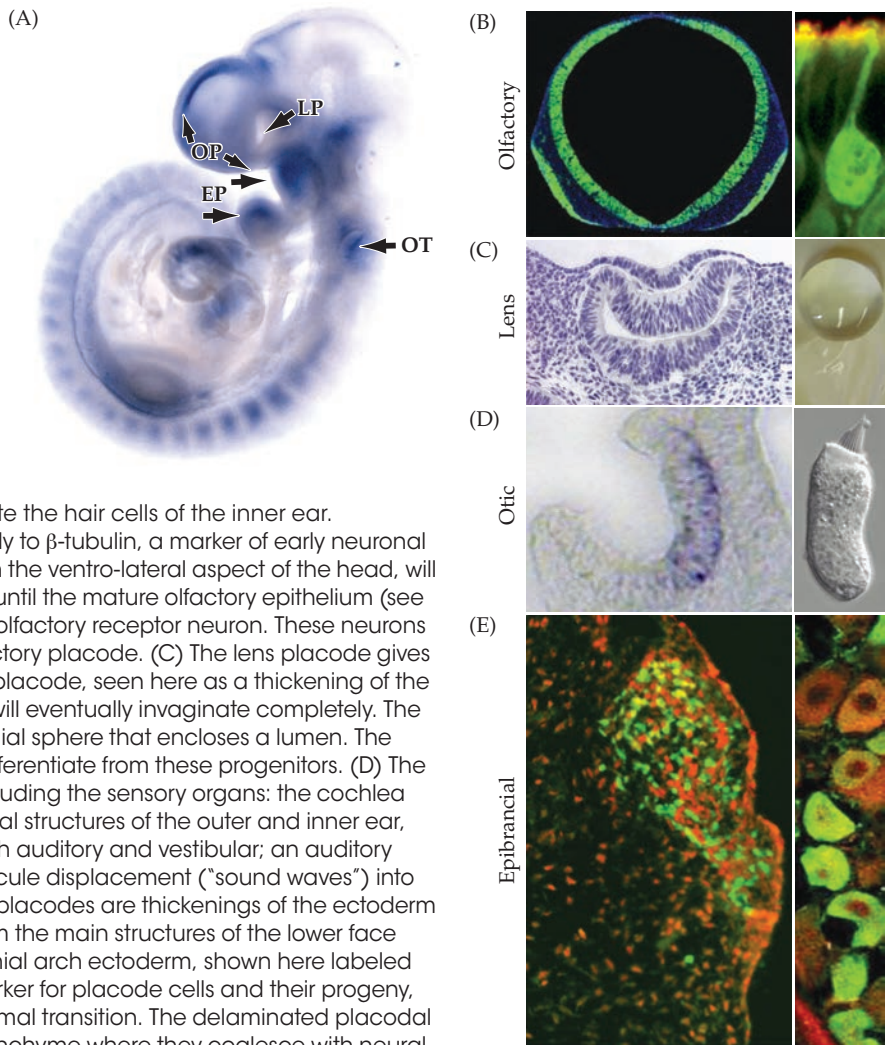 (A)
LP
OP
EP
OT
(B)
Olfactory
(C)
Lens
(D)
Otic
(E)
Epibrancial
te the hair cells of the inner ear.
ly to β-tubulin, a marker of early neuronal
n the ventro-lateral aspect of the head, will
until the mature olfactory epithelium (see
olfactory receptor neuron. These neurons
ctory placode. (C) The lens placode gives
placode, seen here as a thickening of the
will eventually invaginate completely. The
ial sphere that encloses a lumen. The
fferentiate from these progenitors. (D) The
luding the sensory organs: the cochlea
al structures of the outer and inner ear,
h auditory and vestibular; an auditory
cule displacement (“sound waves”) into
placodes are thickenings of the ectoderm
n the main structures of the lower face
hial arch ectoderm, shown here labeled
rker for placode cells and their progeny,
mal transition. The delaminated placodal
nchyme where they coalesce with neural